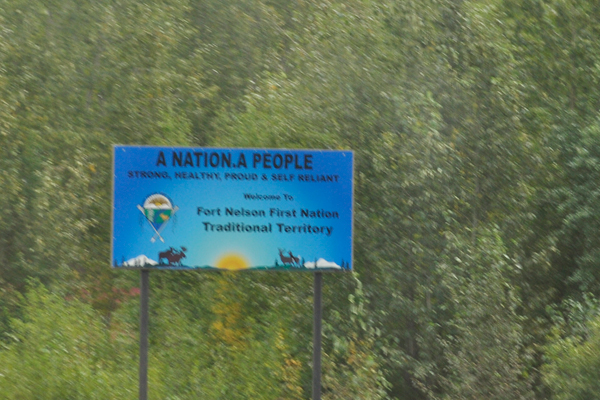 A NATION.A PEOPLE
STRONG, HEALTHY, PROUD & SELF RELIANT
Welcome To
Fort Nelson First Nation
Traditional Territory